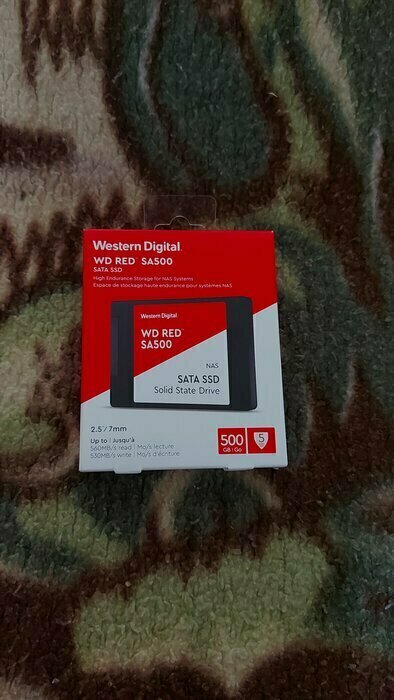 Western Digital.
WD RED™ SA500
SATA SSD
High Endurance Storage for NAS Systems
Espace de stockage haute endurance pour systèmes NAS
Western Digital
WD RED™
SA500
NAS
SATA SSD
Solid State Drive
2.5/7mm
Up to | Jusqu'à
560MB/s read | Mo/s lecture
530MB/s write | Mo/s d'écriture
500
GB | Go
5